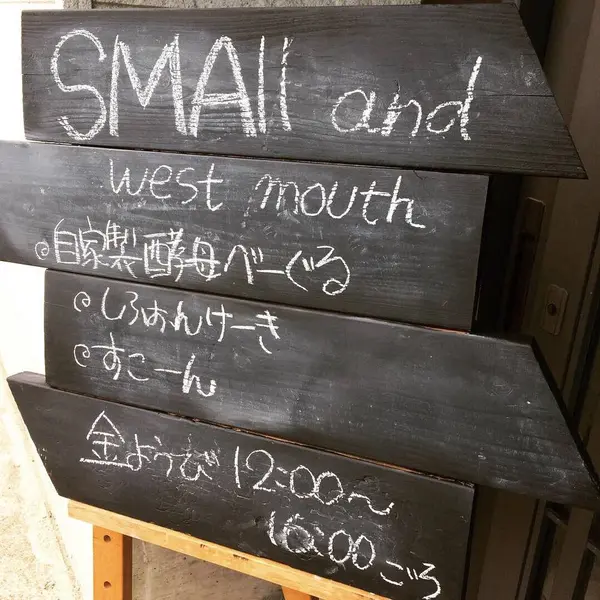 SMAll and
west mouth
自家製酵母べーぐる
しふぉんけーき
すこーん
金ようび 12:00〜
16:00ごろ